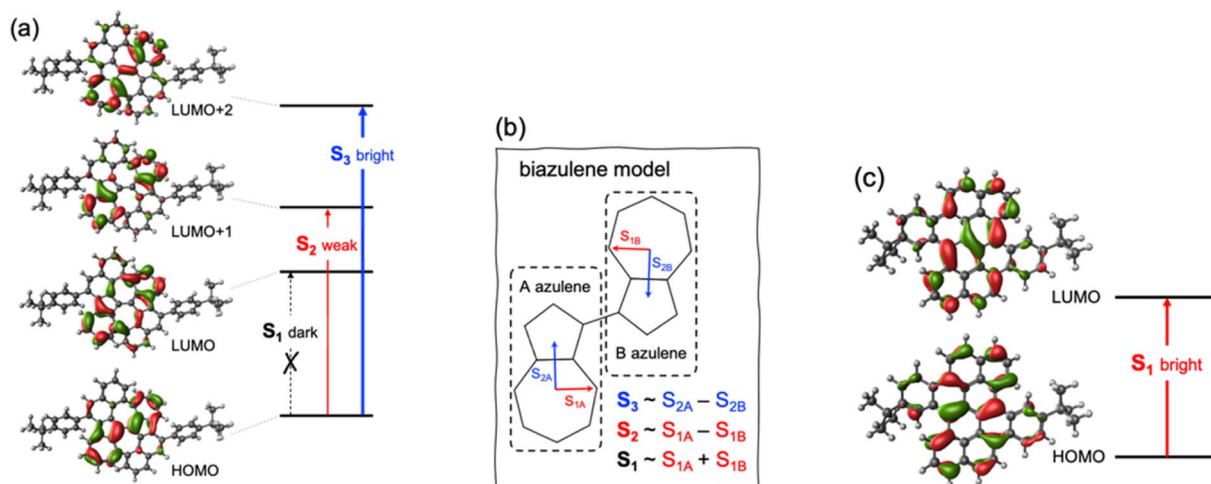 (a)
LUMO+2
S3 bright
LUMO+1
S2 weak
LUMO
S1 dark
HOMO
(b)
biazulene model
S1B
S2B
A azulene
B azulene
S2A
S1A
S3 ~ S2A − S2B
S2 ~ S1A − S1B
S1 ~ S1A + S1B
(c)
LUMO
S1 bright
HOMO